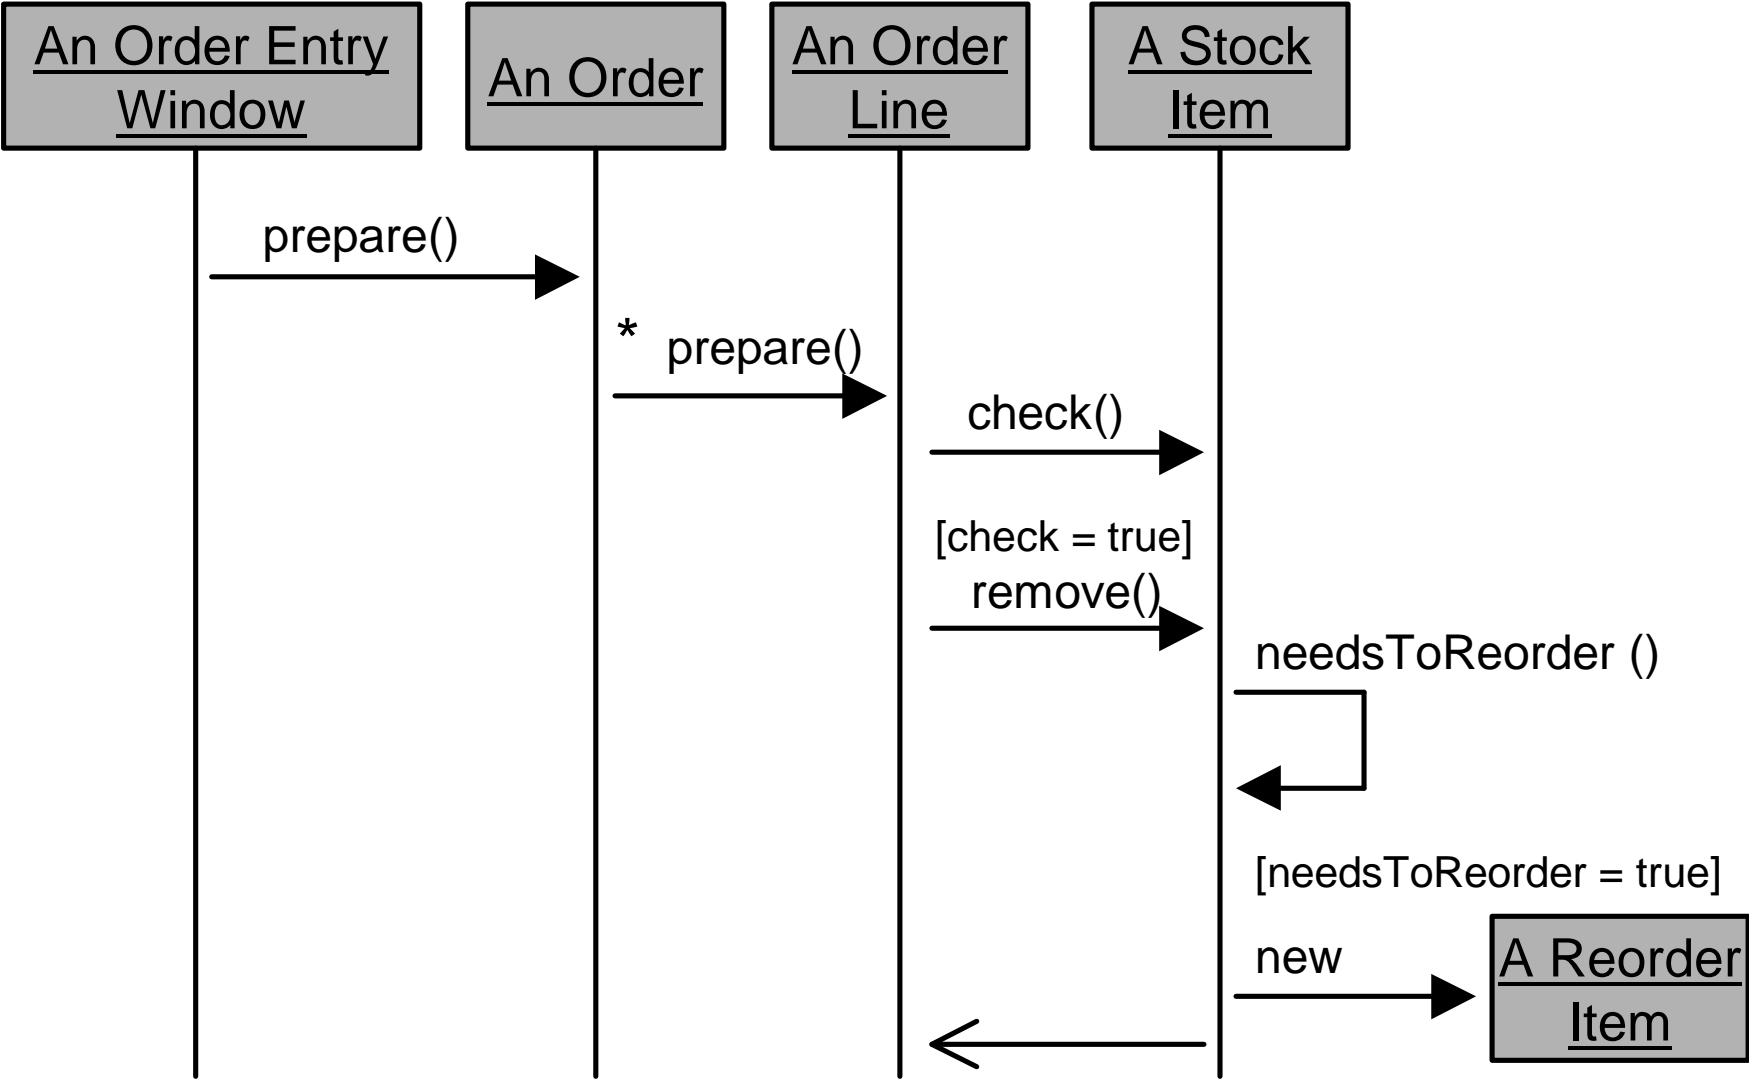 An Order Entry
Window
An Order
An Order
Line
A Stock
Item
prepare()
* prepare()
check()
[check = true]
remove()
needsToReorder ()
[needsToReorder = true]
new
A Reorder
Item